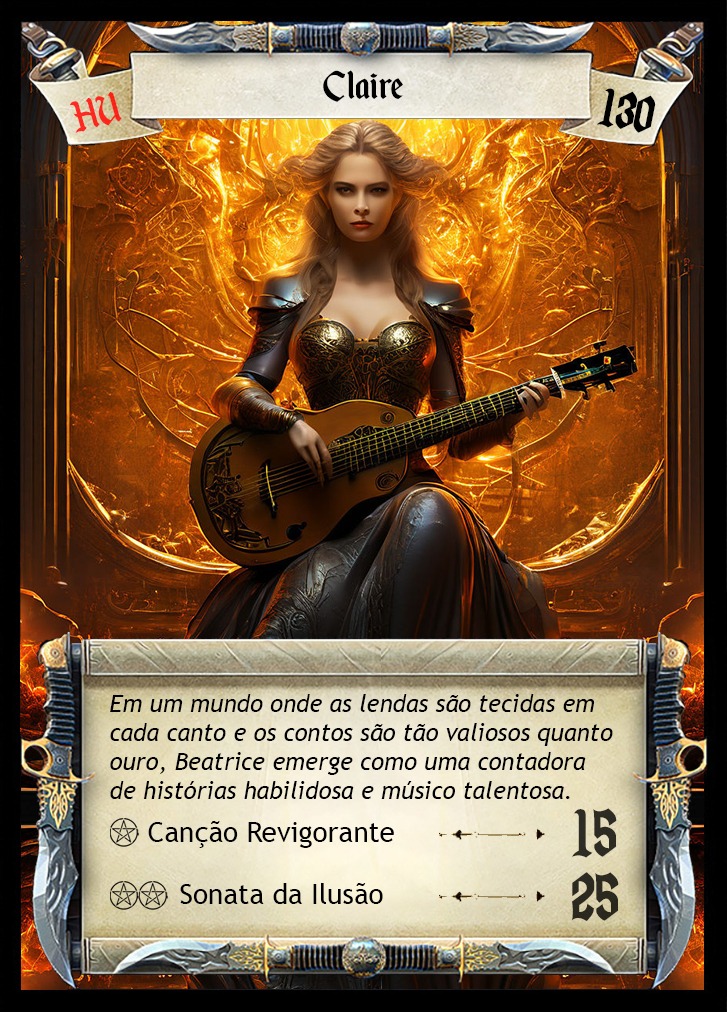 Claire
HU
130
Em um mundo onde as lendas são tecidas em
cada canto e os contos são tão valiosos quanto
ouro, Beatrice emerge como uma contadora
de histórias habilidosa e músico talentosa.
Canção Revigorante 15
Sonata da Ilusão 25